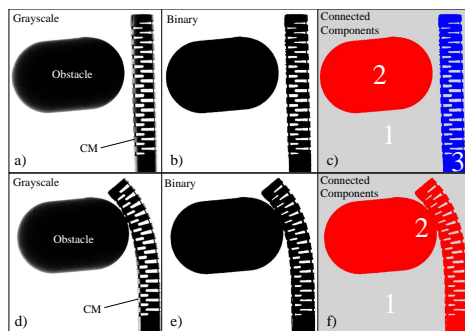 Grayscale
Obstacle
CM
a)
Binary
b)
Connected
Components
2
1
3
c)
Grayscale
Obstacle
CM
d)
Binary
e)
Connected
Components
2
1
f)